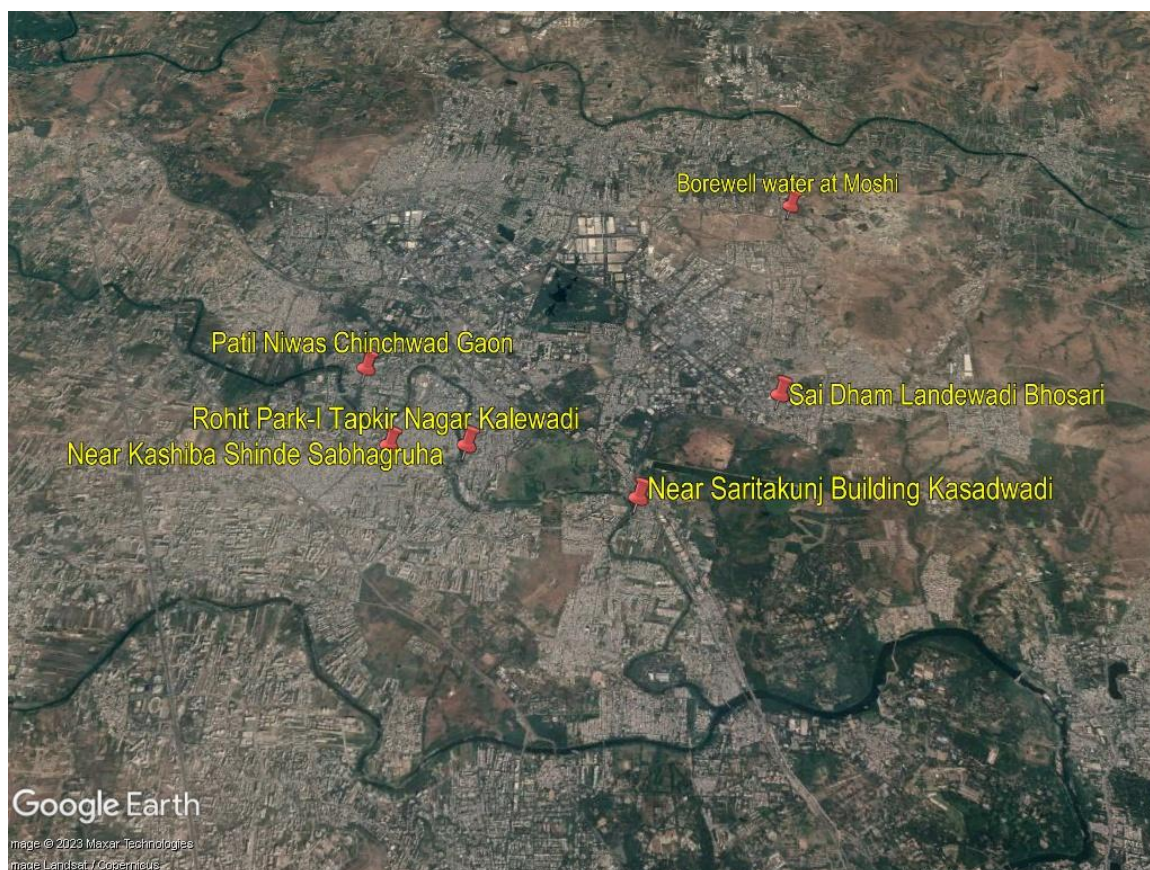 Borewell water at Moshi
Patil Niwas Chinchwad Gaon
Sai Dham Landewadi Bhosari
Rohit Park-I Tapkir Nagar Kalewadi
Near Kashiba Shinde Sabhagruha
Near Saritakunj Building Kasadwadi
Google Earth
mage © 2023 Maxar Technologies
mage Landsat / Copernicus